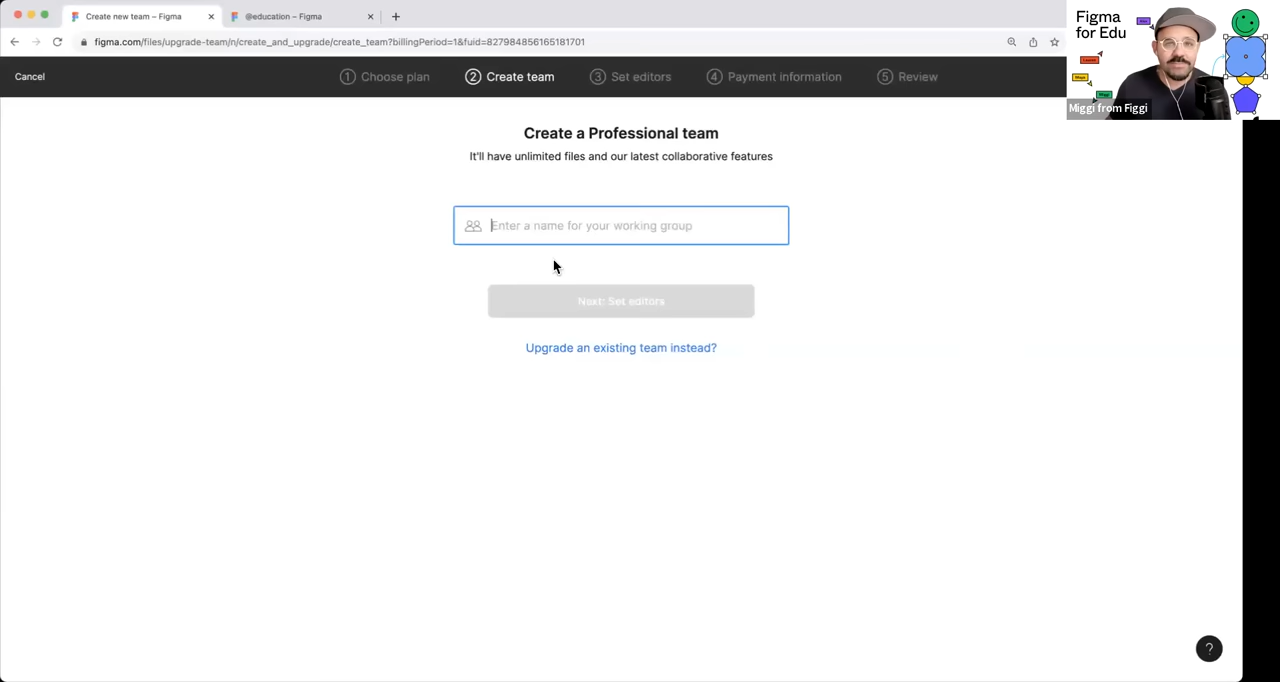 Create new team – Figma
@education – Figma
figma.com/files/upgrade-team/n/create_and_upgrade/create_team?billingPeriod=1&fuid=827984856165181701
Cancel
1 Choose plan
2 Create team
3 Set editors
4 Payment information
5 Review
Figma
for Edu
Miggi from Figgi
Create a Professional team
It'll have unlimited files and our latest collaborative features
Enter a name for your working group
Next: Set editors
Upgrade an existing team instead?
?